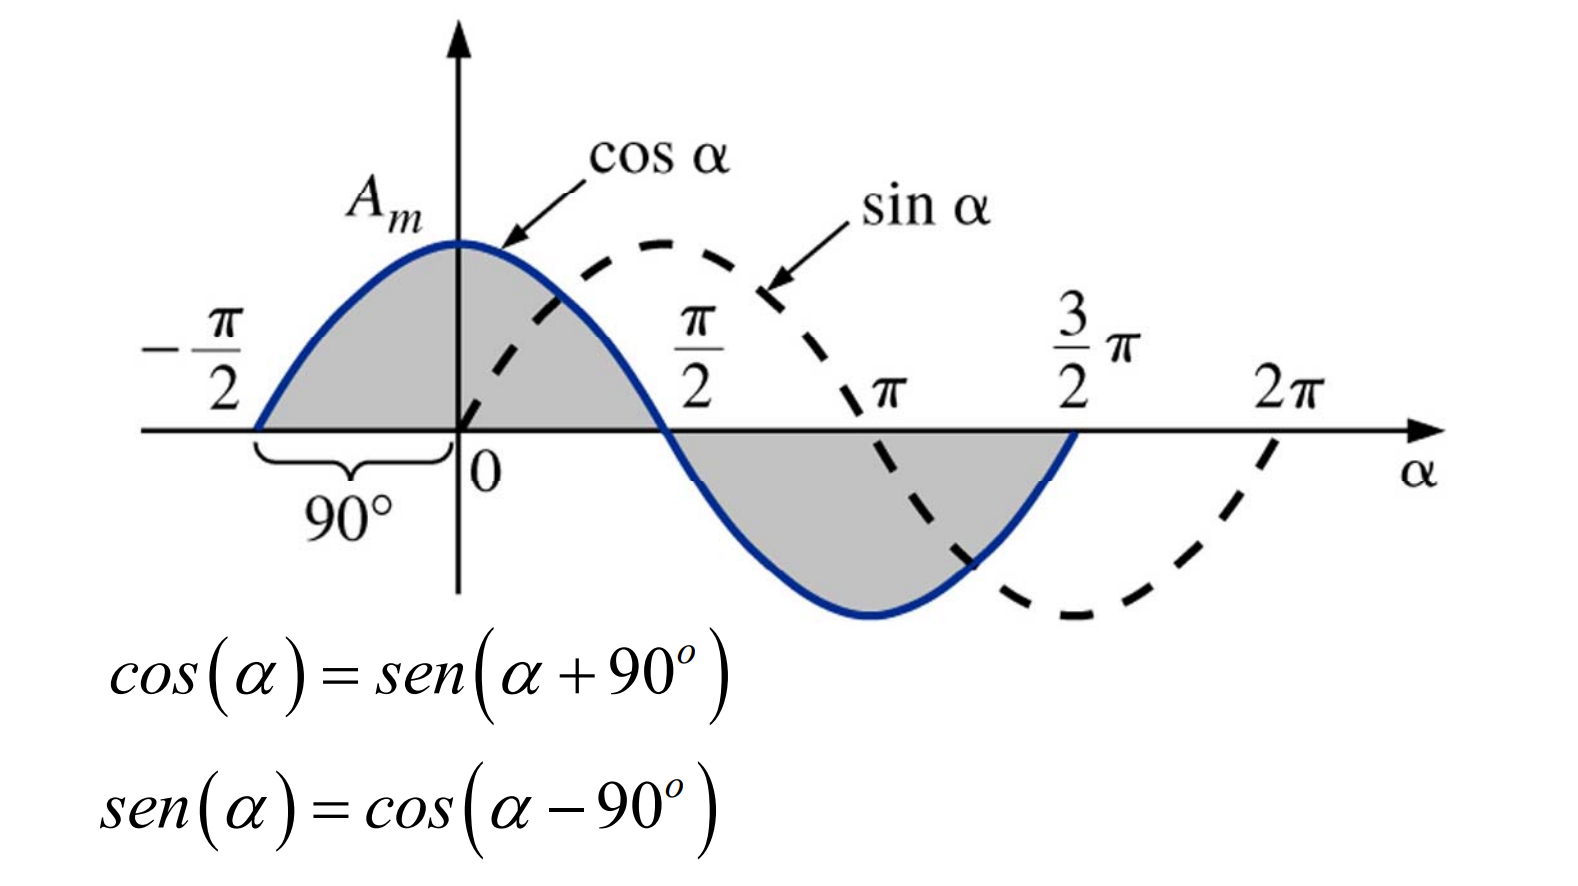 cos α
A_m
sin α
−π/2
π/2
3/2 π
π
2π
0
α
90°
cos(α) = sen(α + 90°)
sen(α) = cos(α − 90°)